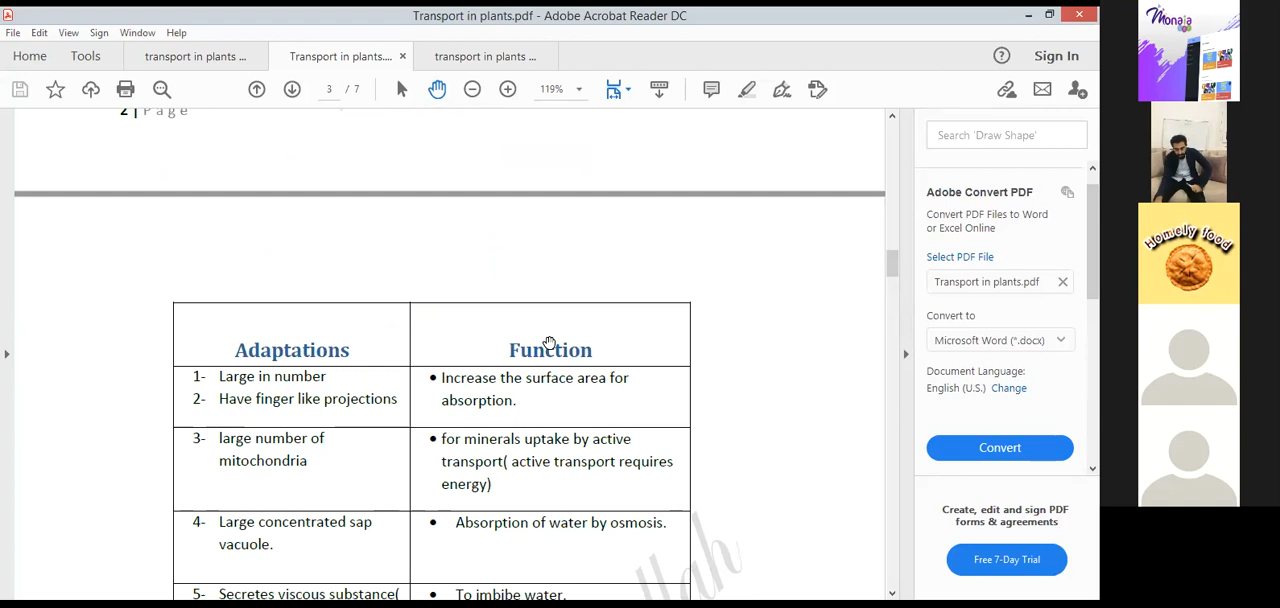 Transport in plants.pdf - Adobe Acrobat Reader DC
File Edit View Sign Window Help
Home Tools transport in plants ... Transport in plants.... × transport in plants ... Sign In
3 / 7 119%
2 | Page
Adaptations Function
1- Large in number
2- Have finger like projections
• Increase the surface area for
absorption.
3- large number of
mitochondria
• for minerals uptake by active
transport( active transport requires
energy)
4- Large concentrated sap
vacuole.
• Absorption of water by osmosis.
5- Secretes viscous substance(
• To imbibe water.
llah
Search 'Draw Shape'
Adobe Convert PDF
Convert PDF Files to Word
or Excel Online
Select PDF File
Transport in plants.pdf
Convert to
Microsoft Word (*.docx)
Document Language:
English (U.S.) Change
Convert
Create, edit and sign PDF
forms & agreements
Free 7-Day Trial
Monaia
Homely food